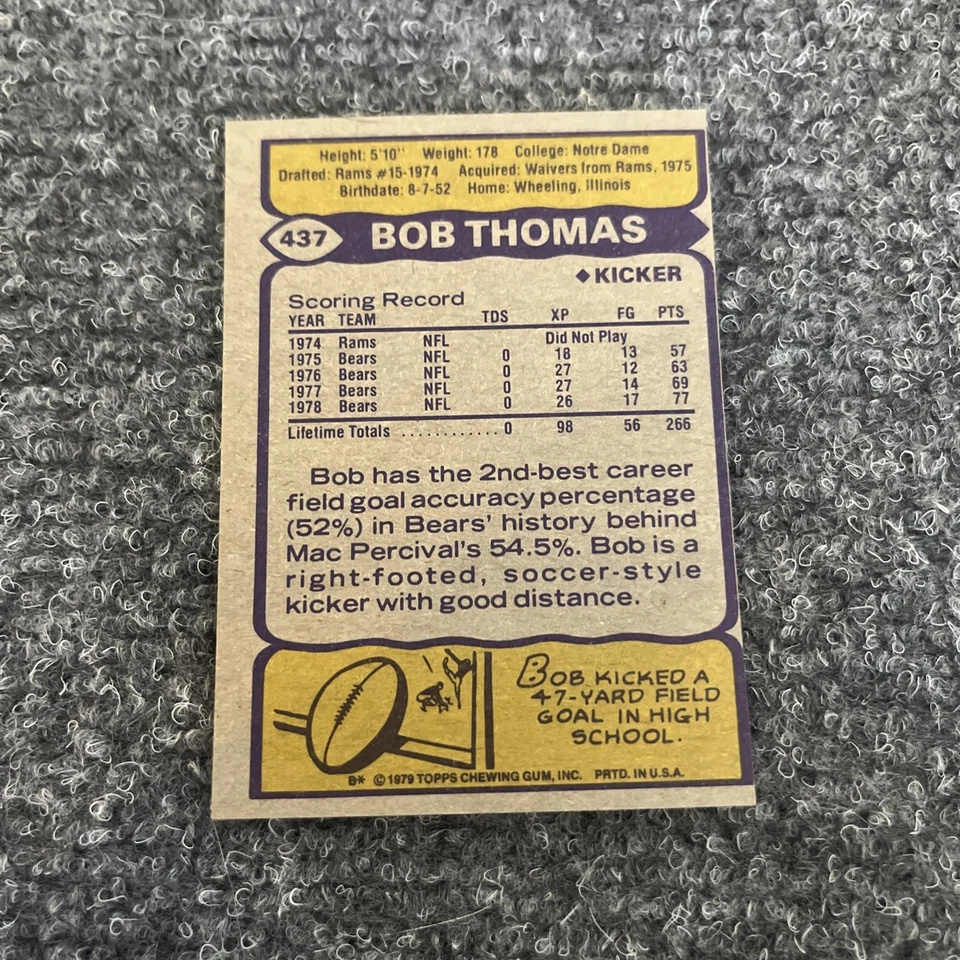 Height: 5'10" Weight: 178 College: Notre Dame
Drafted: Rams #15-1974 Acquired: Waivers from Rams, 1975
Birthdate: 8-7-52 Home: Wheeling, Illinois
437 BOB THOMAS
◆ KICKER
Scoring Record
YEAR TEAM TDS XP FG PTS
1974 Rams NFL Did Not Play
1975 Bears NFL 0 18 13 57
1976 Bears NFL 0 27 12 63
1977 Bears NFL 0 27 14 69
1978 Bears NFL 0 26 17 77
Lifetime Totals ............ 0 98 56 266
Bob has the 2nd-best career
field goal accuracy percentage
(52%) in Bears' history behind
Mac Percival's 54.5%. Bob is a
right-footed, soccer-style
kicker with good distance.
BOB KICKED A
47-YARD FIELD
GOAL IN HIGH
SCHOOL.
B* © 1979 TOPPS CHEWING GUM, INC. PRTD. IN U.S.A.